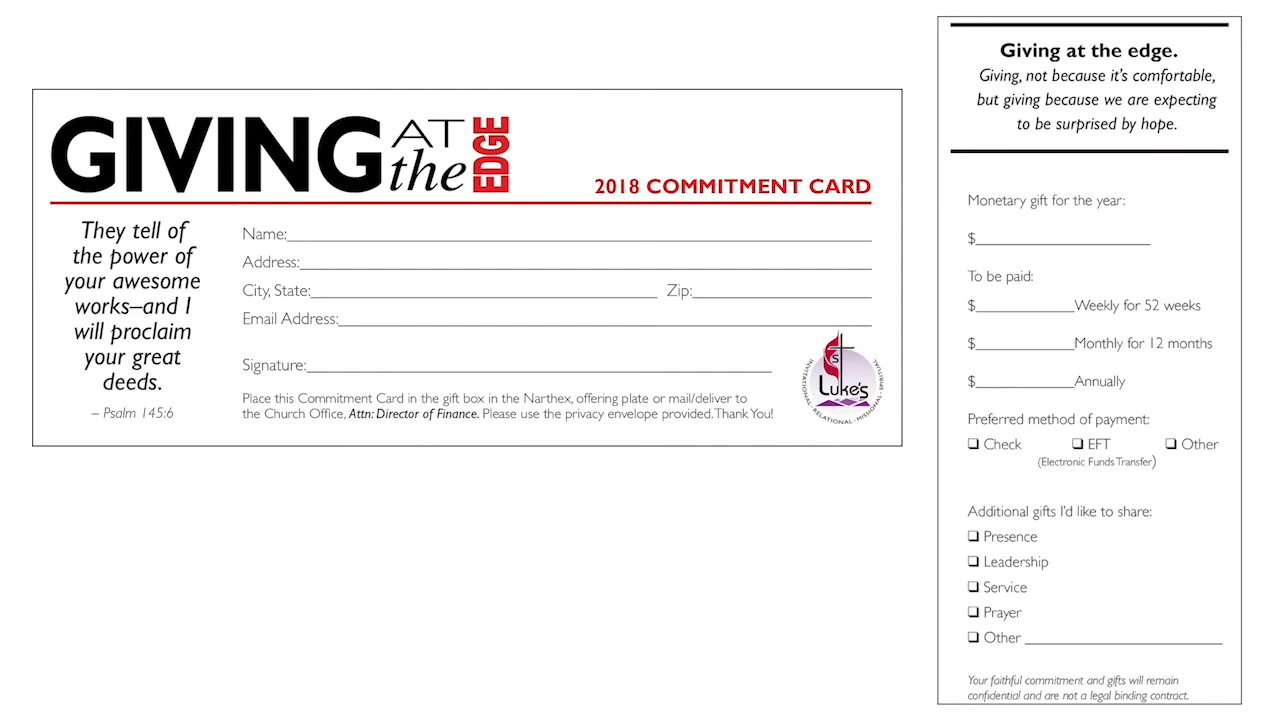 GIVING AT the EDGE
2018 COMMITMENT CARD
They tell of
the power of
your awesome
works–and I
will proclaim
your great
deeds.
– Psalm 145:6
Name:
Address:
City, State: Zip:
Email Address:
Signature:
Place this Commitment Card in the gift box in the Narthex, offering plate or mail/deliver to
the Church Office, Attn: Director of Finance. Please use the privacy envelope provided. Thank You!
St Luke's
INVITATIONAL · RELATIONAL · MISSIONAL · SPIRITUAL
Giving at the edge.
Giving, not because it's comfortable,
but giving because we are expecting
to be surprised by hope.
Monetary gift for the year:
$
To be paid:
$ Weekly for 52 weeks
$ Monthly for 12 months
$ Annually
Preferred method of payment:
❑ Check ❑ EFT ❑ Other
(Electronic Funds Transfer)
Additional gifts I'd like to share:
❑ Presence
❑ Leadership
❑ Service
❑ Prayer
❑ Other
Your faithful commitment and gifts will remain
confidential and are not a legal binding contract.